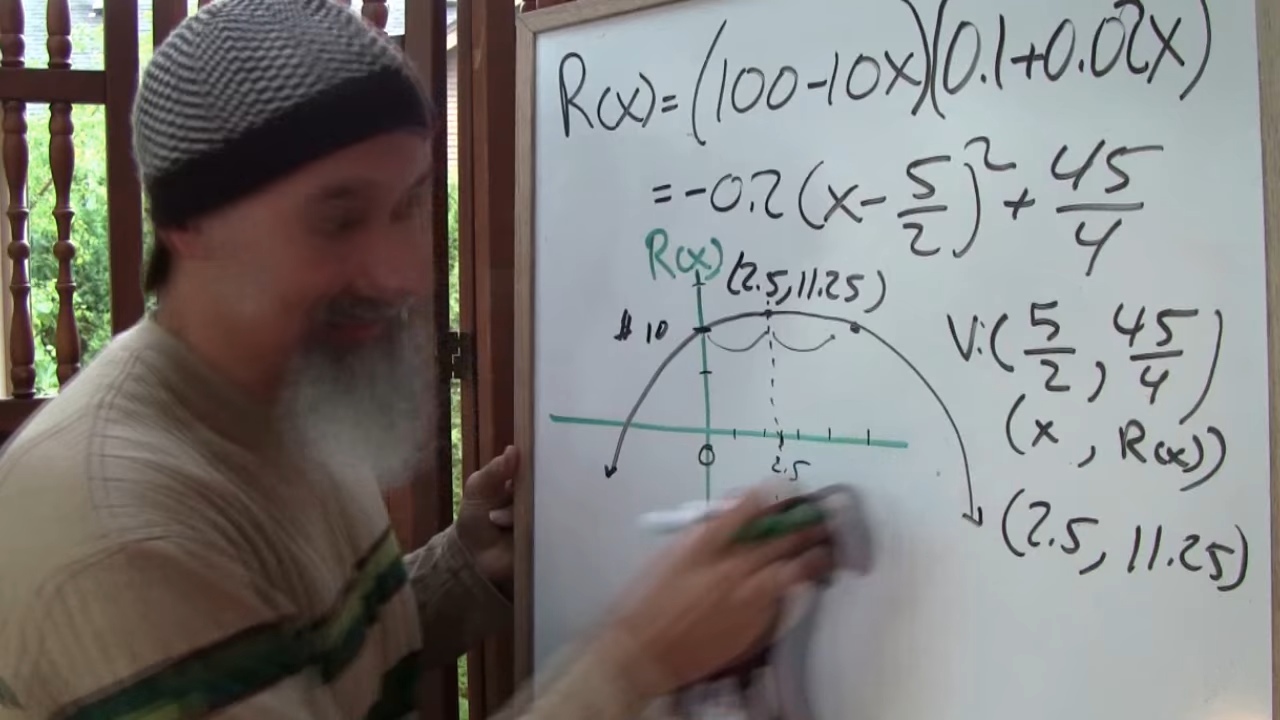 R(x)=(100-10x)(0.1+0.02x)
=-0.2(x-5/2)²+45/4
R(x)
(2.5,11.25)
$10
V:(5/2, 45/4)
(x, R(x))
0
2.5
(2.5, 11.25)